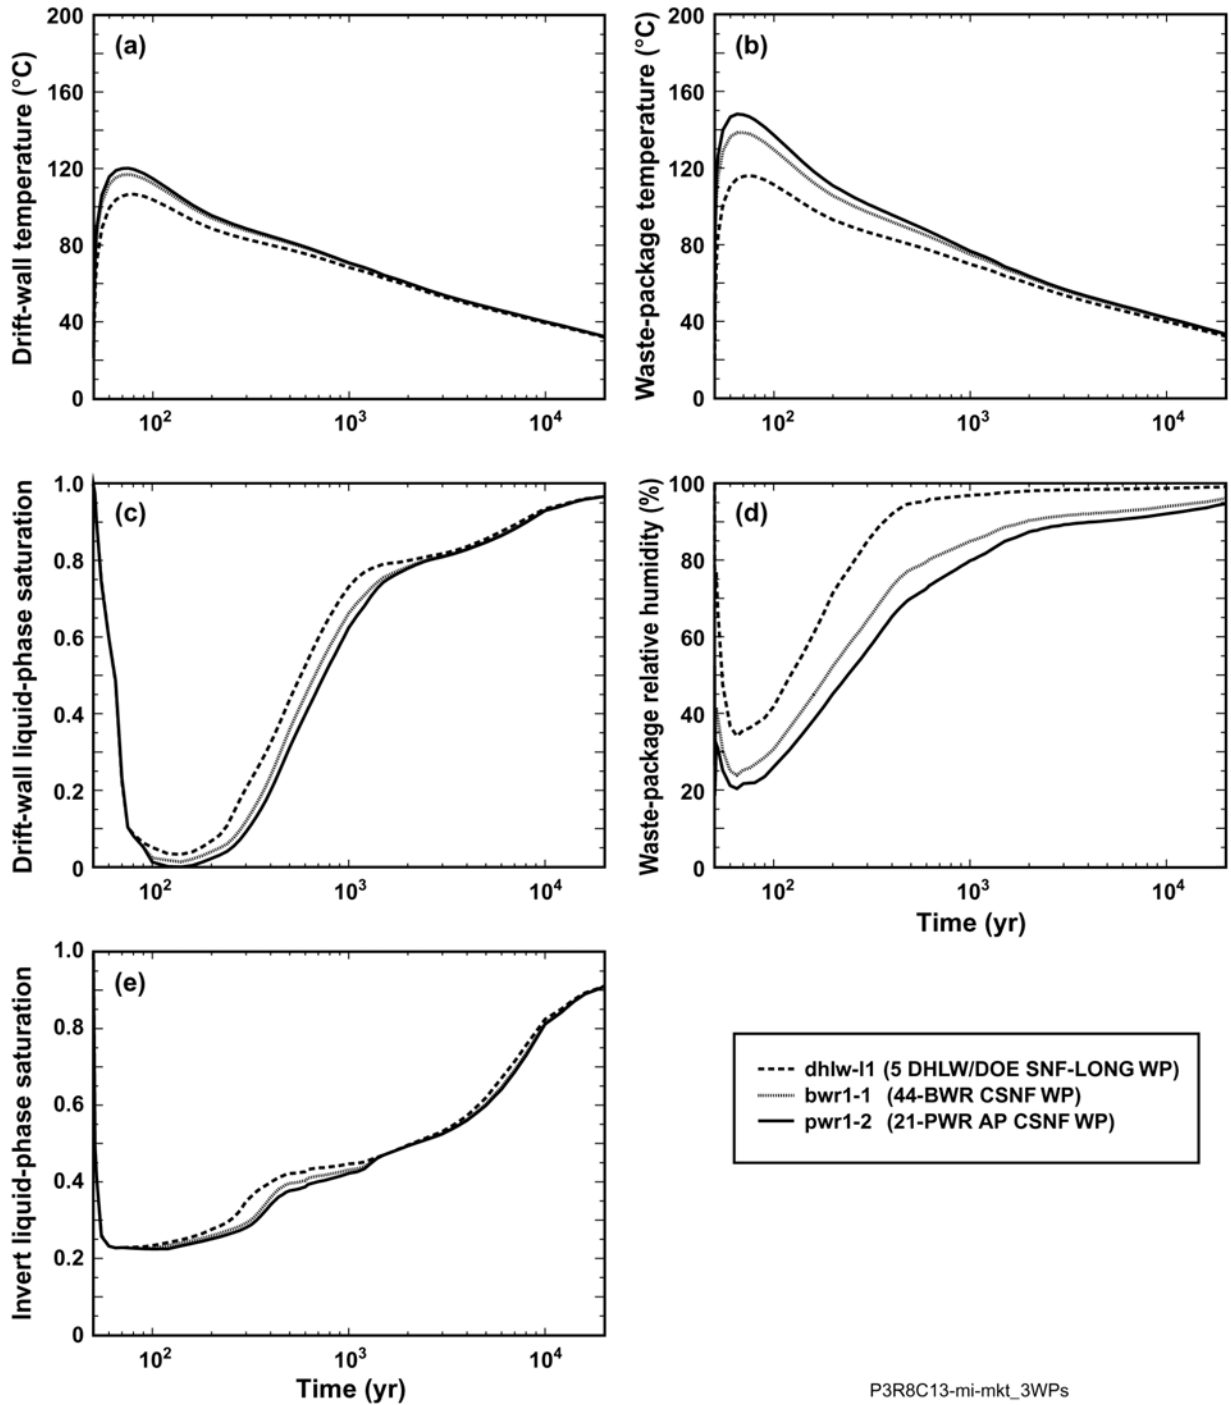 (a)
Drift-wall temperature (°C)
200
160
120
80
40
0
10²
10³
10⁴
(b)
Waste-package temperature (°C)
200
160
120
80
40
0
10²
10³
10⁴
(c)
Drift-wall liquid-phase saturation
1.0
0.8
0.6
0.4
0.2
0
10²
10³
10⁴
(d)
Waste-package relative humidity (%)
100
80
60
40
20
0
10²
10³
10⁴
Time (yr)
(e)
Invert liquid-phase saturation
1.0
0.8
0.6
0.4
0.2
0
10²
10³
10⁴
Time (yr)
dhlw-l1 (5 DHLW/DOE SNF-LONG WP)
bwr1-1 (44-BWR CSNF WP)
pwr1-2 (21-PWR AP CSNF WP)
P3R8C13-mi-mkt_3WPs